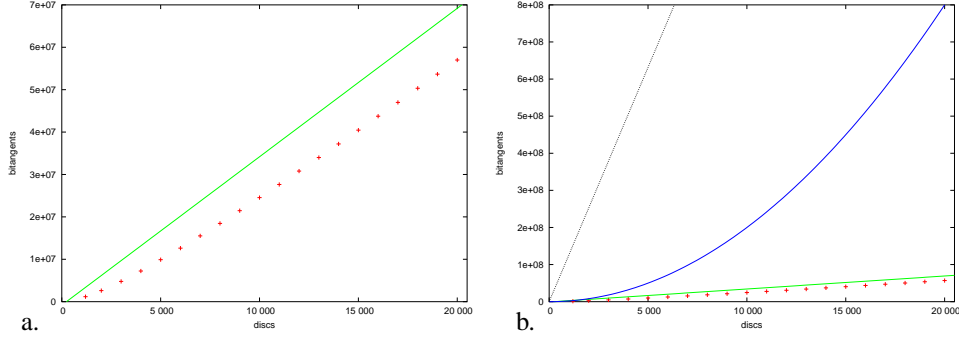 7e+07
6e+07
5e+07
4e+07
3e+07
2e+07
1e+07
0
0 5 000 10 000 15 000 20 000
bitangents
discs
a.
8e+08
7e+08
6e+08
5e+08
4e+08
3e+08
2e+08
1e+08
0
0 5 000 10 000 15 000 20 000
bitangents
discs
b.